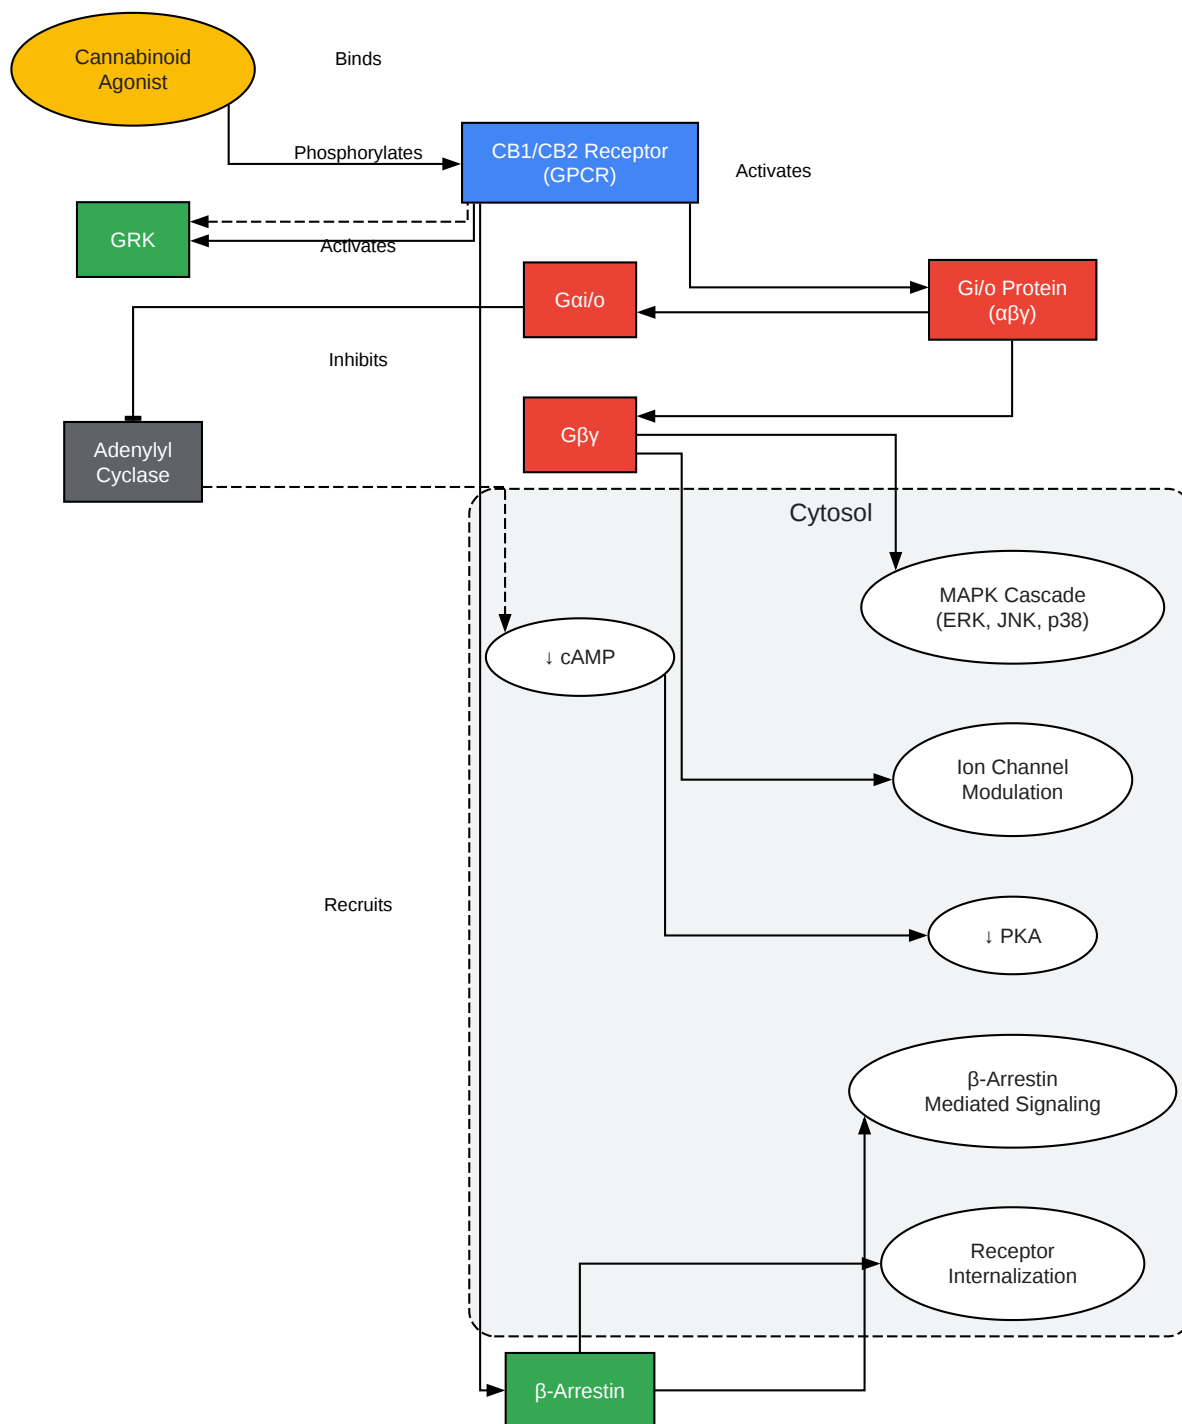 Cannabinoid
Agonist
Binds
Phosphorylates
CB1/CB2 Receptor
(GPCR)
Activates
GRK
Activates
Gαi/o
Gi/o Protein
(αβγ)
Inhibits
Gβγ
Adenylyl
Cyclase
Cytosol
MAPK Cascade
(ERK, JNK, p38)
↓ cAMP
Ion Channel
Modulation
Recruits
↓ PKA
β-Arrestin
Mediated Signaling
Receptor
Internalization
β-Arrestin